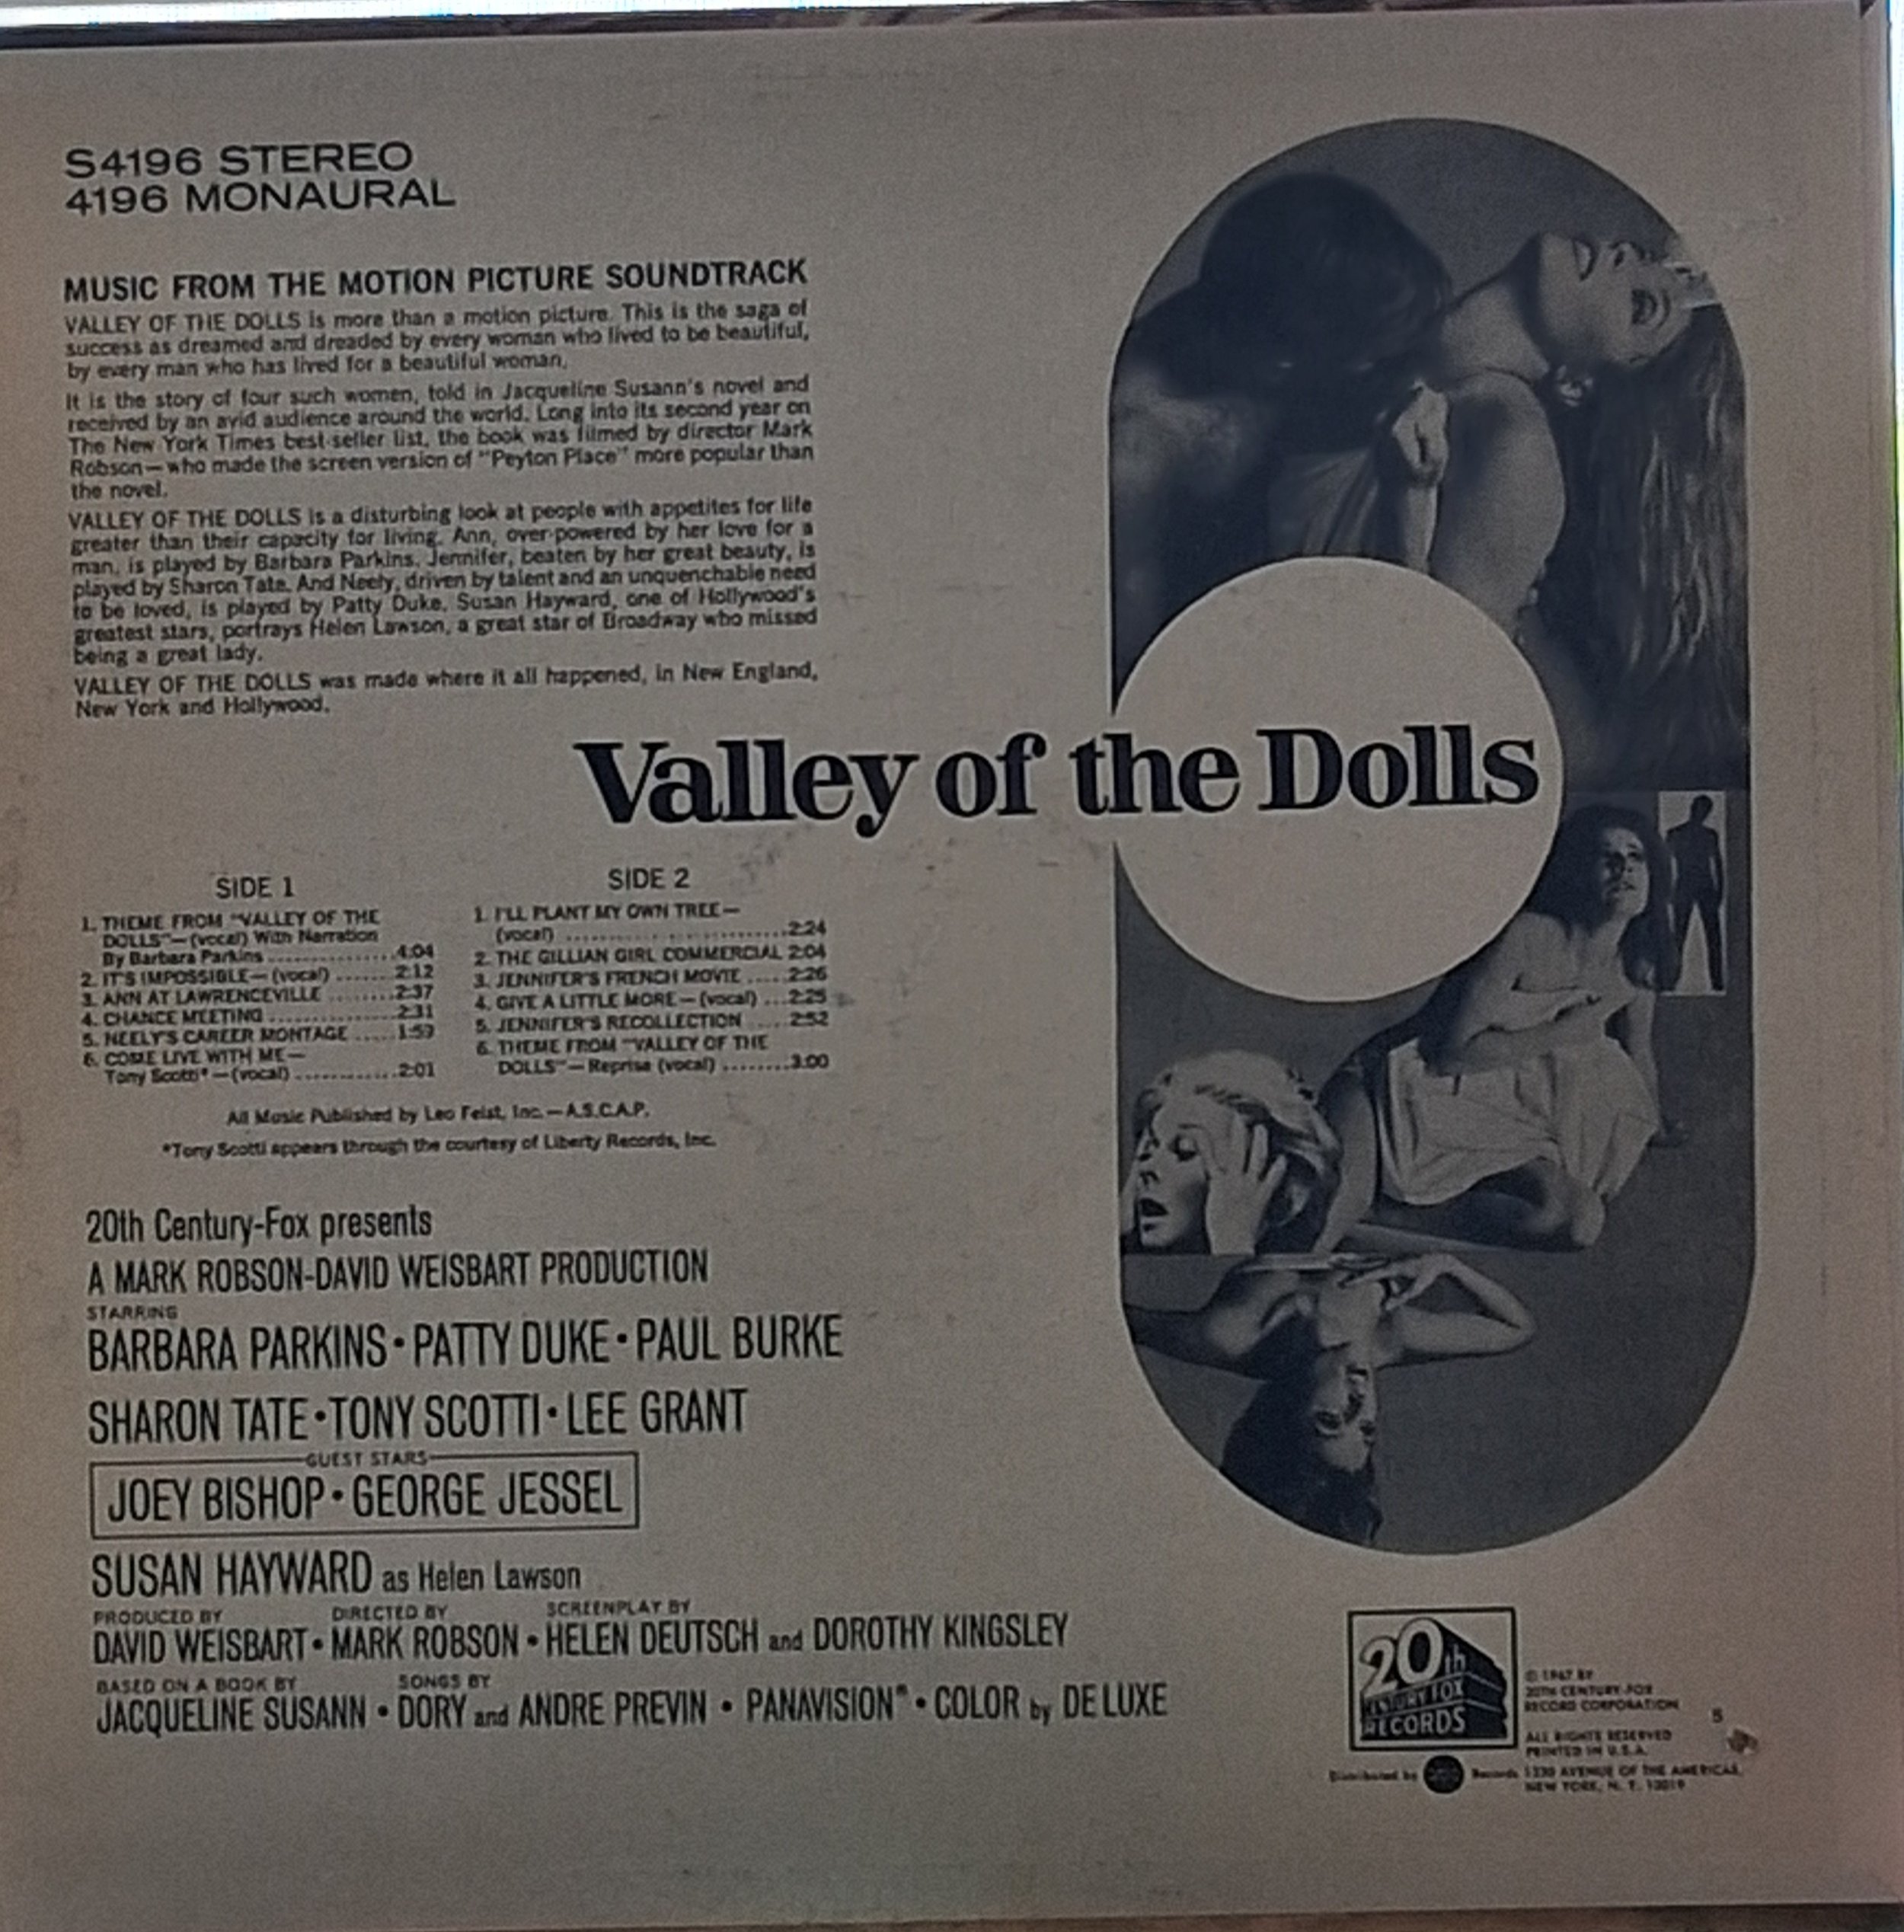 S4196 STEREO
4196 MONAURAL
MUSIC FROM THE MOTION PICTURE SOUNDTRACK
VALLEY OF THE DOLLS is more than a motion picture. This is the saga of
success as dreamed and dreaded by every woman who lived to be beautiful,
by every man who has lived for a beautiful woman.
It is the story of four such women, told in Jacqueline Susann's novel and
received by an avid audience around the world. Long into its second year on
The New York Times best-seller list, the book was filmed by director Mark
Robson—who made the screen version of "Peyton Place" more popular than
the novel.
VALLEY OF THE DOLLS is a disturbing look at people with appetites for life
greater than their capacity for living. Ann, over-powered by her love for a
man, is played by Barbara Parkins. Jennifer, beaten by her great beauty, is
played by Sharon Tate. And Neely, driven by talent and an unquenchable need
to be loved, is played by Patty Duke. Susan Hayward, one of Hollywood's
greatest stars, portrays Helen Lawson, a great star of Broadway who missed
being a great lady.
VALLEY OF THE DOLLS was made where it all happened, in New England,
New York and Hollywood.
Valley of the Dolls
SIDE 1
1. THEME FROM "VALLEY OF THE
DOLLS"—(vocal) With Narration
By Barbara Parkins ..............4:04
2. IT'S IMPOSSIBLE—(vocal) .......2:12
3. ANN AT LAWRENCEVILLE ........2:37
4. CHANCE MEETING ..............2:31
5. NEELY'S CAREER MONTAGE .....1:59
6. COME LIVE WITH ME—
Tony Scotti*—(vocal) ............2:01
SIDE 2
1. I'LL PLANT MY OWN TREE—
(vocal) ........................2:24
2. THE GILLIAN GIRL COMMERCIAL 2:04
3. JENNIFER'S FRENCH MOVIE .....2:26
4. GIVE A LITTLE MORE—(vocal) ...2:25
5. JENNIFER'S RECOLLECTION ....2:52
6. THEME FROM "VALLEY OF THE
DOLLS"—Reprise (vocal) ........3:00
All Music Published by Leo Feist, Inc.—A.S.C.A.P.
*Tony Scotti appears through the courtesy of Liberty Records, Inc.
20th Century-Fox presents
A MARK ROBSON-DAVID WEISBART PRODUCTION
STARRING
BARBARA PARKINS • PATTY DUKE • PAUL BURKE
SHARON TATE • TONY SCOTTI • LEE GRANT
GUEST STARS
JOEY BISHOP • GEORGE JESSEL
SUSAN HAYWARD as Helen Lawson
PRODUCED BY DIRECTED BY SCREENPLAY BY
DAVID WEISBART • MARK ROBSON • HELEN DEUTSCH and DOROTHY KINGSLEY
BASED ON A BOOK BY SONGS BY
JACQUELINE SUSANN • DORY and ANDRE PREVIN • PANAVISION® • COLOR by DE LUXE
20th
CENTURY FOX
RECORDS
© 1967 BY
20TH CENTURY-FOX
RECORD CORPORATION
ALL RIGHTS RESERVED
PRINTED IN U.S.A.
5
Distributed by Records 1330 AVENUE OF THE AMERICAS,
NEW YORK, N. Y. 10019